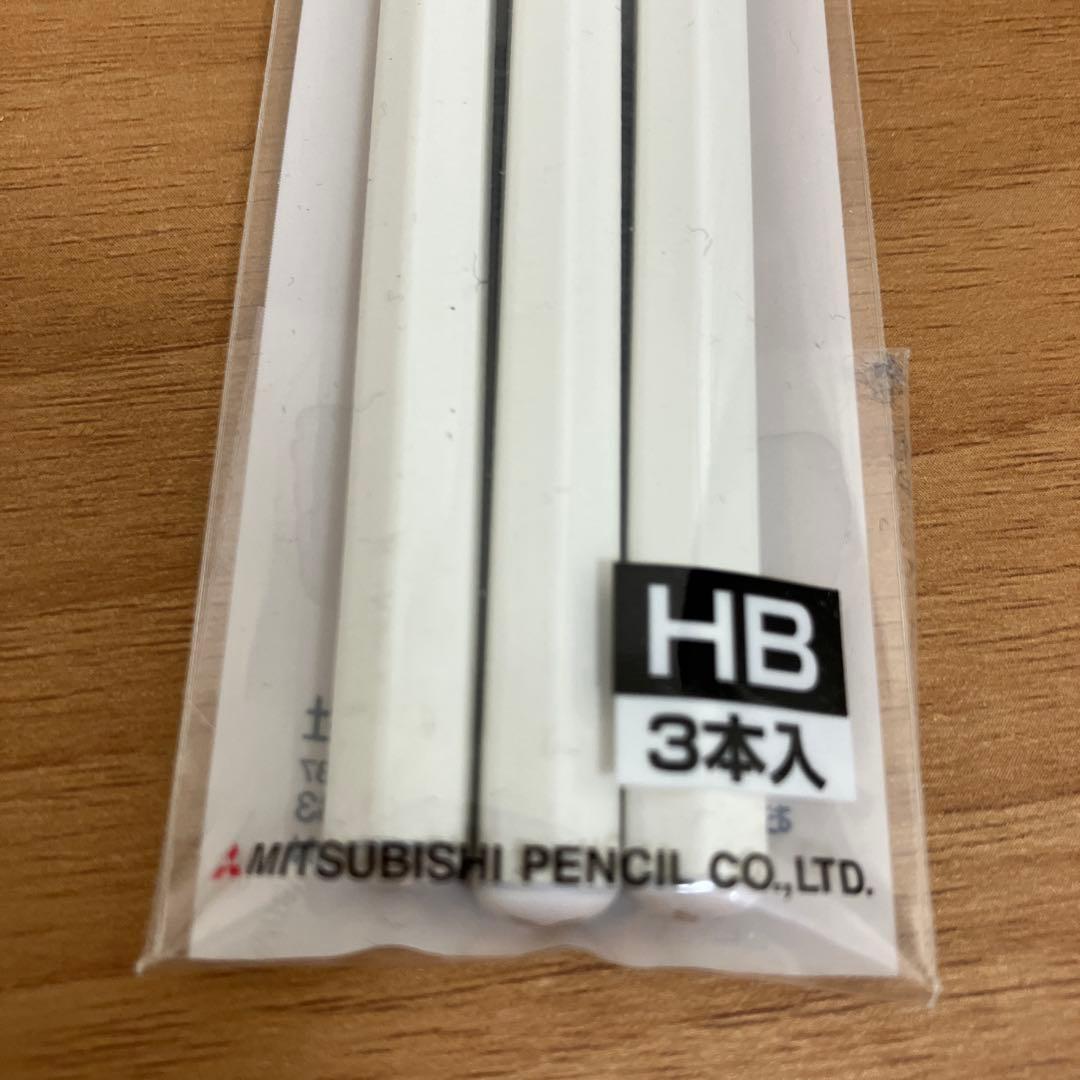 HB
3本入
MITSUBISHI PENCIL CO.,LTD.